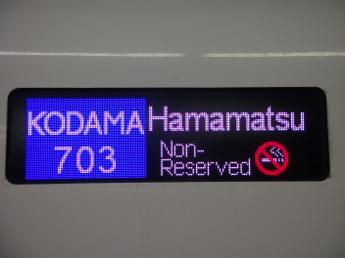 KODAMA Hamamatsu
703 Non-
Reserved